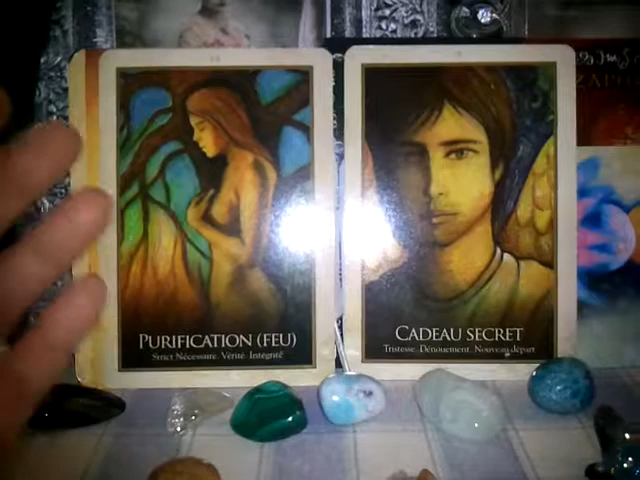 PURIFICATION (FEU)
Strict Nécessaire. Vérité. Intégrité
CADEAU SECRET
Tristesse. Dénouement. Nouveau départ